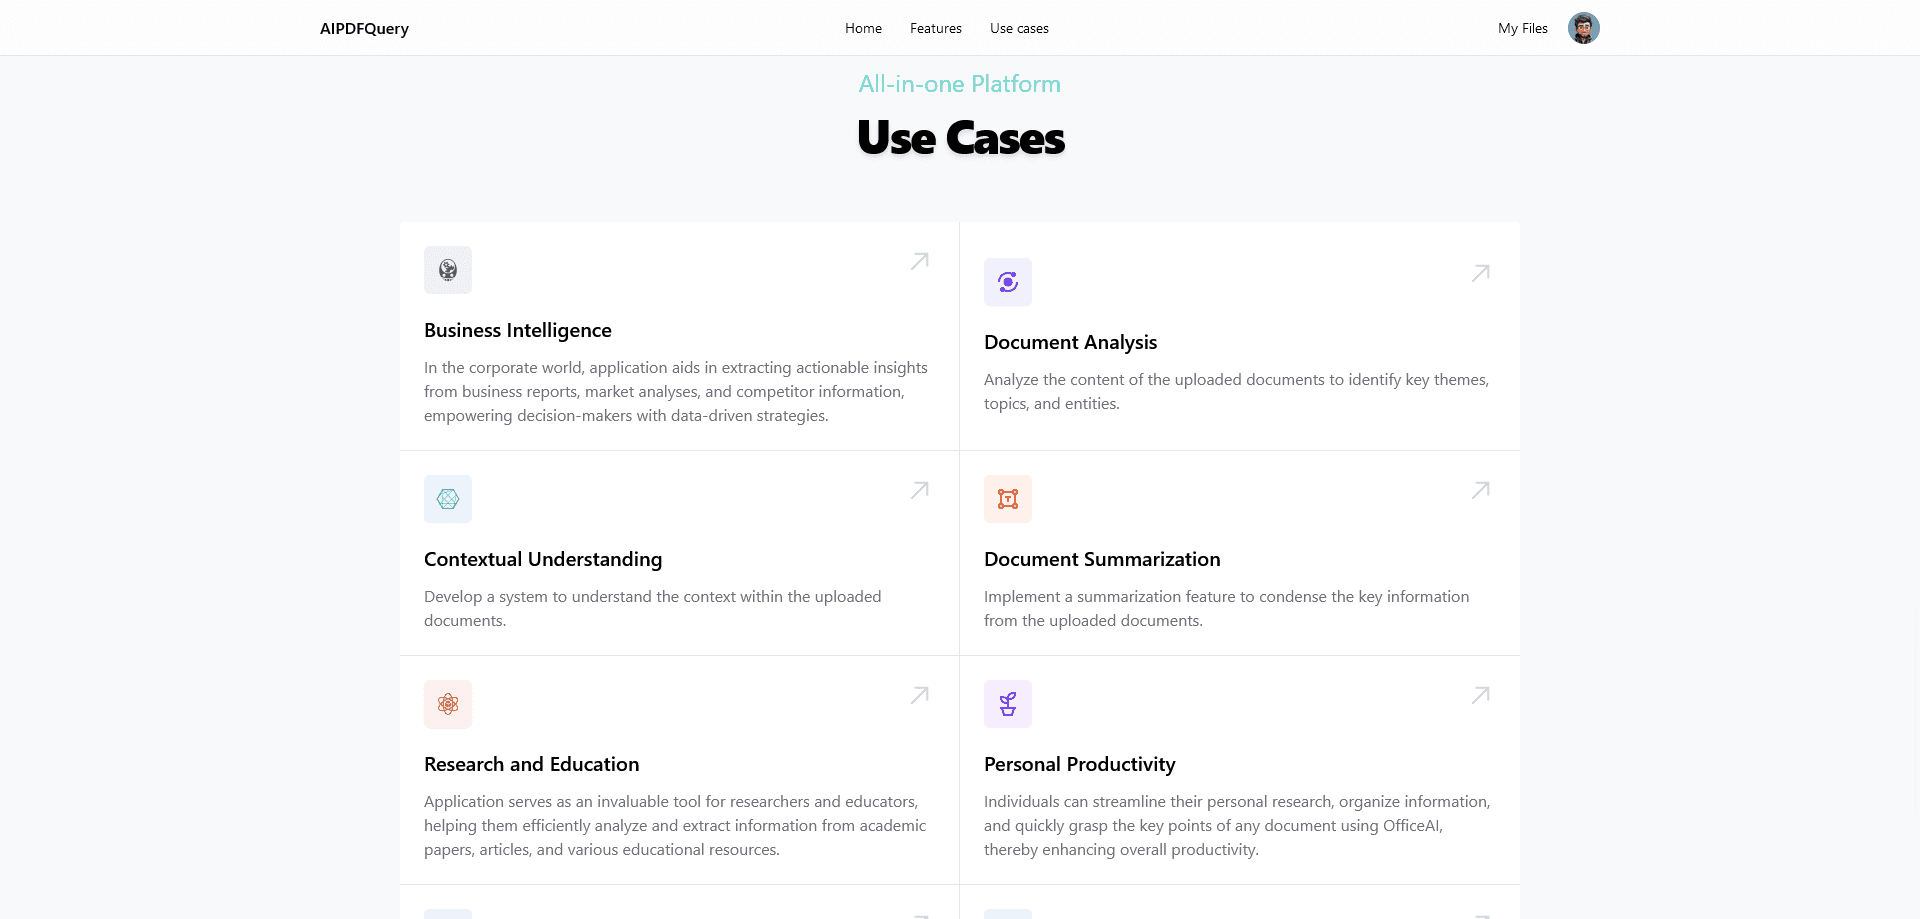 AIPDFQuery
Home
Features
Use cases
My Files
All-in-one Platform
Use Cases
Business Intelligence
In the corporate world, application aids in extracting actionable insights
from business reports, market analyses, and competitor information,
empowering decision-makers with data-driven strategies.
Document Analysis
Analyze the content of the uploaded documents to identify key themes,
topics, and entities.
Contextual Understanding
Develop a system to understand the context within the uploaded
documents.
Document Summarization
Implement a summarization feature to condense the key information
from the uploaded documents.
Research and Education
Application serves as an invaluable tool for researchers and educators,
helping them efficiently analyze and extract information from academic
papers, articles, and various educational resources.
Personal Productivity
Individuals can streamline their personal research, organize information,
and quickly grasp the key points of any document using OfficeAI,
thereby enhancing overall productivity.